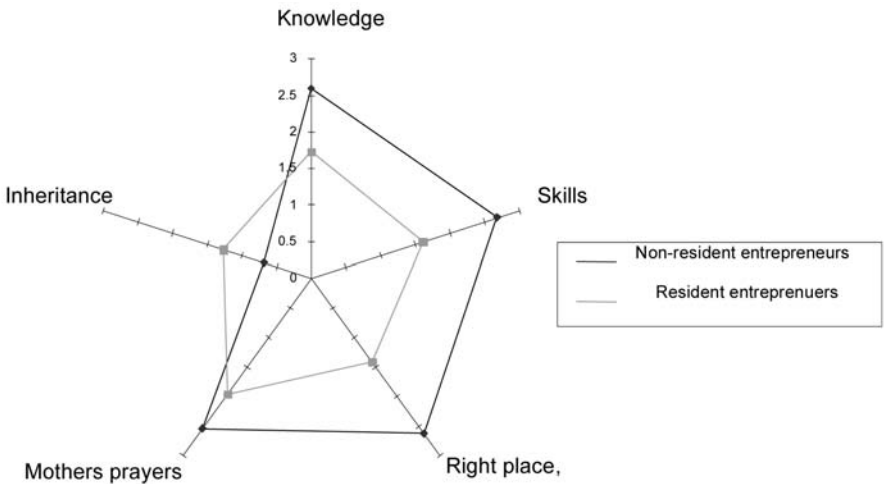 Knowledge
3
2.5
2
1.5
1
0.5
0
Inheritance
Skills
Non-resident entrepreneurs
Resident entreprenuers
Mothers prayers
Right place,